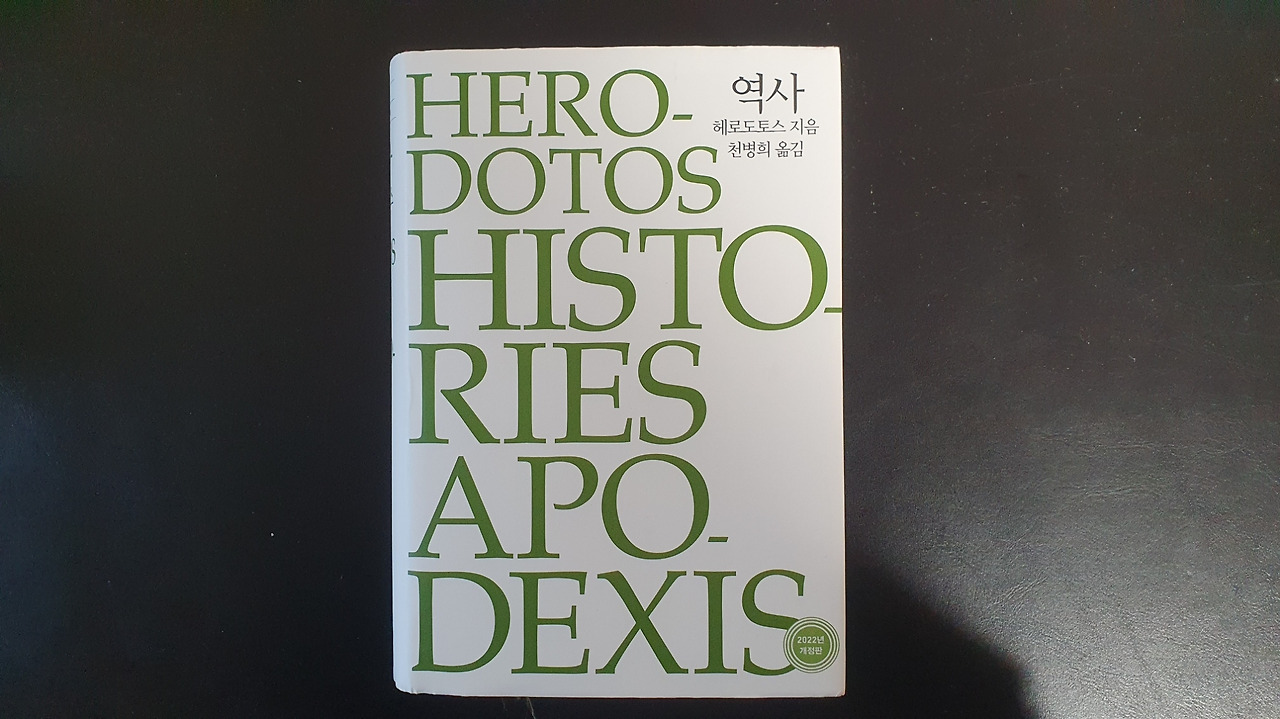 HERO-
DOTOS
HISTO-
RIES
APO-
DEXIS
역사
헤로도토스 지음
천병희 옮김
2022년
개정판